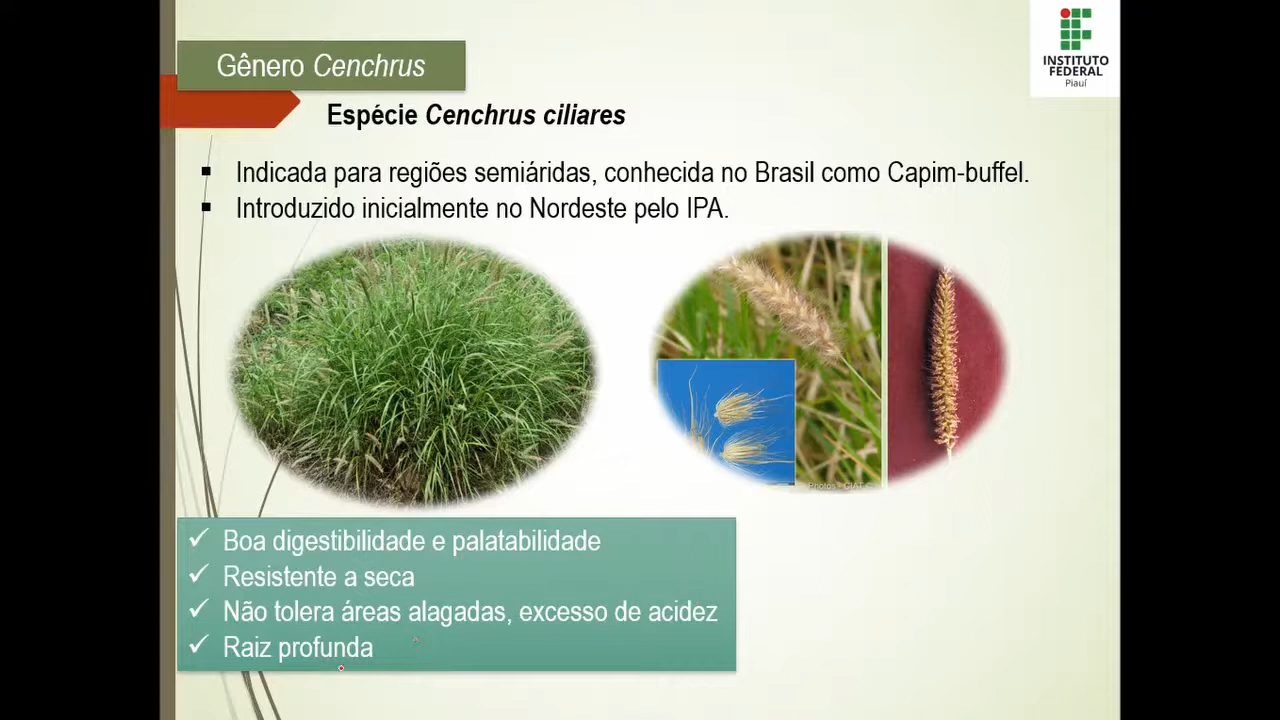 Gênero Cenchrus
INSTITUTO
FEDERAL
Piauí
Espécie Cenchrus ciliares
▪ Indicada para regiões semiáridas, conhecida no Brasil como Capim-buffel.
▪ Introduzido inicialmente no Nordeste pelo IPA.
Photos - CIAT
✓ Boa digestibilidade e palatabilidade
✓ Resistente a seca
✓ Não tolera áreas alagadas, excesso de acidez
✓ Raiz profunda